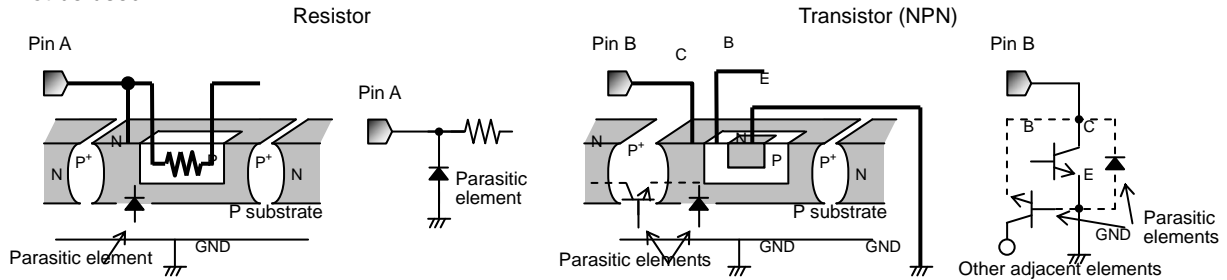 Resistor
Transistor (NPN)
Pin A
Pin B
C
B
E
Pin B
Pin A
N
P
N
P+
P+
N
N
P+
N
P
P+
N
B
C
E
Parasitic
element
P substrate
P substrate
Parasitic element
GND
Parasitic elements
GND
GND
GND
Parasitic
elements
Other adjacent elements